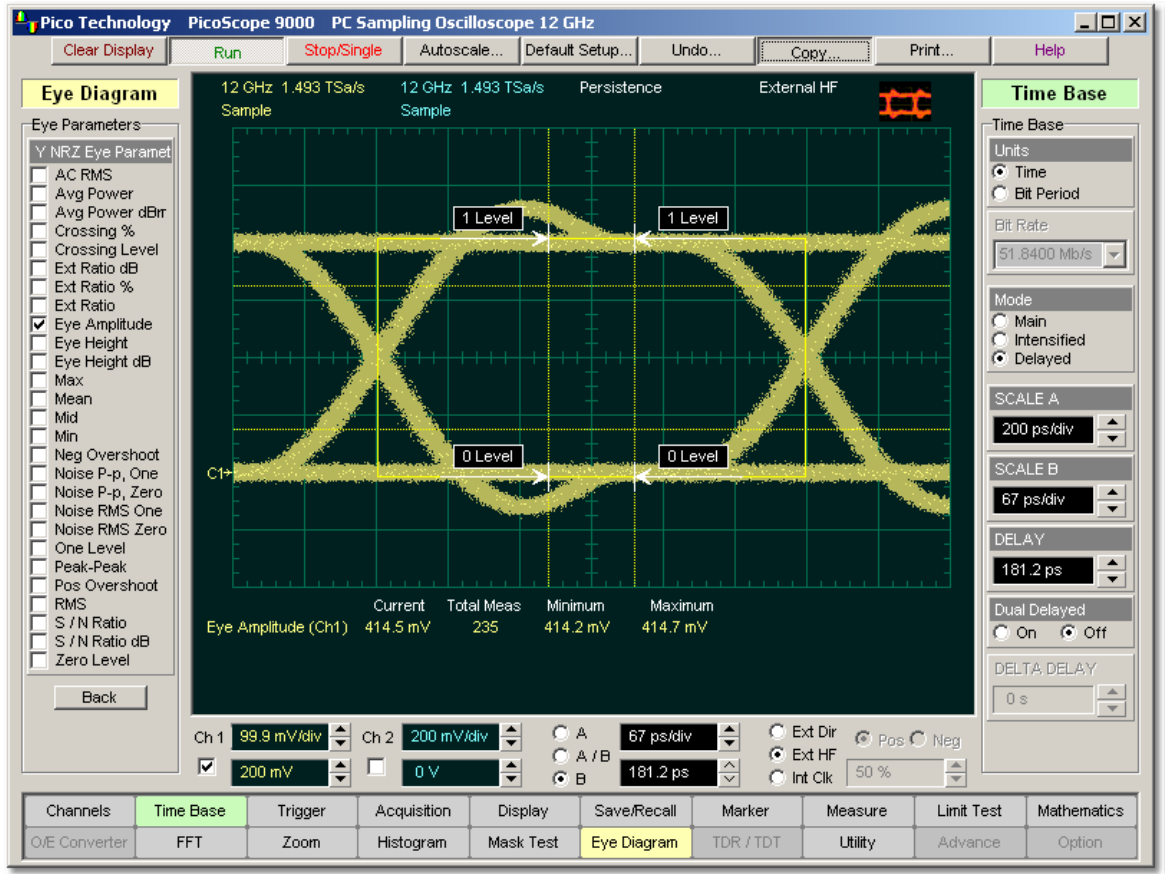 Pico Technology PicoScope 9000 PC Sampling Oscilloscope 12 GHz
Clear Display Run Stop/Single Autoscale... Default Setup... Undo... Copy... Print... Help
Eye Diagram
Eye Parameters
Y NRZ Eye Paramet
AC RMS
Avg Power
Avg Power dBm
Crossing %
Crossing Level
Ext Ratio dB
Ext Ratio %
Ext Ratio
Eye Amplitude
Eye Height
Eye Height dB
Max
Mean
Mid
Min
Neg Overshoot
Noise P-p, One
Noise P-p, Zero
Noise RMS One
Noise RMS Zero
One Level
Peak-Peak
Pos Overshoot
RMS
S / N Ratio
S / N Ratio dB
Zero Level
Back
12 GHz 1.493 TSa/s 12 GHz 1.493 TSa/s Persistence External HF
Sample Sample
1 Level 1 Level
0 Level 0 Level
C1
Current Total Meas Minimum Maximum
Eye Amplitude (Ch1) 414.5 mV 235 414.2 mV 414.7 mV
Time Base
Time Base
Units
Time
Bit Period
Bit Rate
51.8400 Mb/s
Mode
Main
Intensified
Delayed
SCALE A
200 ps/div
SCALE B
67 ps/div
DELAY
181.2 ps
Dual Delayed
On Off
DELTA DELAY
0 s
Ch 1 99.9 mV/div Ch 2 200 mV/div A 67 ps/div Ext Dir Pos Neg
A / B Ext HF
200 mV 0 V B 181.2 ps Int Clk 50 %
Channels Time Base Trigger Acquisition Display Save/Recall Marker Measure Limit Test Mathematics
O/E Converter FFT Zoom Histogram Mask Test Eye Diagram TDR / TDT Utility Advance Option